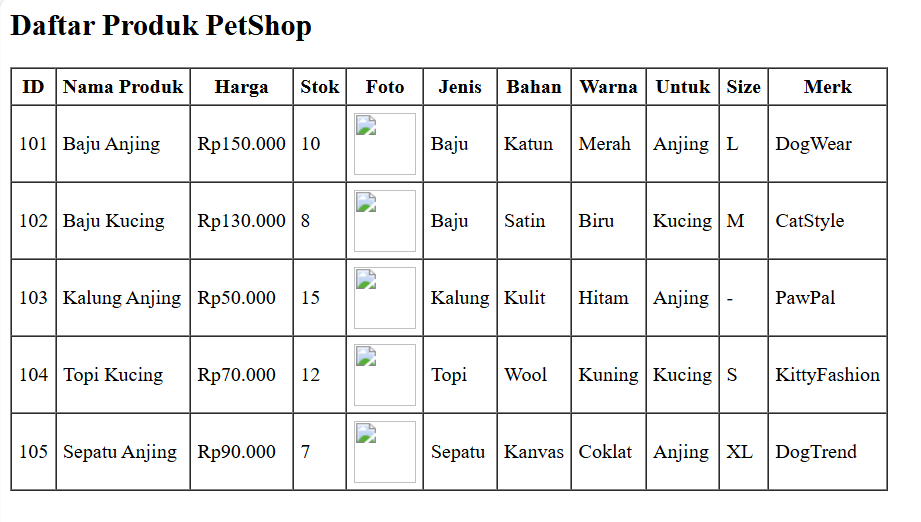 Daftar Produk PetShop
ID Nama Produk Harga Stok Foto Jenis Bahan Warna Untuk Size Merk
101 Baju Anjing Rp150.000 10 Baju Katun Merah Anjing L DogWear
102 Baju Kucing Rp130.000 8 Baju Satin Biru Kucing M CatStyle
103 Kalung Anjing Rp50.000 15 Kalung Kulit Hitam Anjing - PawPal
104 Topi Kucing Rp70.000 12 Topi Wool Kuning Kucing S KittyFashion
105 Sepatu Anjing Rp90.000 7 Sepatu Kanvas Coklat Anjing XL DogTrend